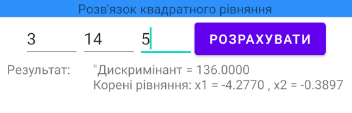 Розв'язок квадратного рівняння
3 14 5 РОЗРАХУВАТИ
Результат: "Дискримінант = 136.0000
Корені рівняння: x1 = -4.2770 , x2 = -0.3897